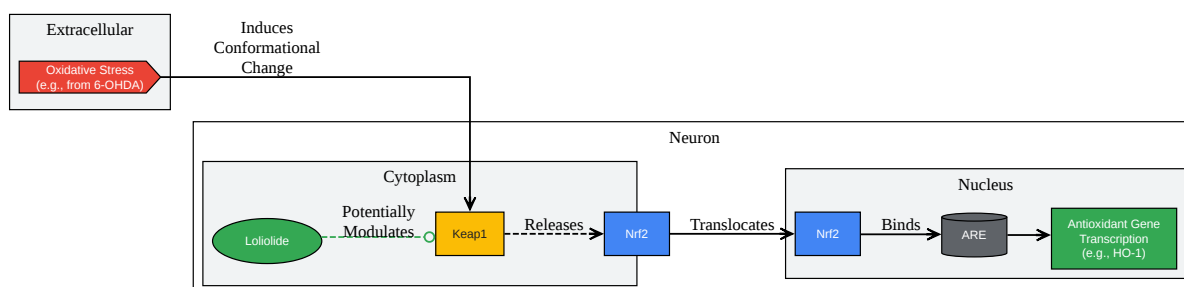 Extracellular
Oxidative Stress
(e.g., from 6-OHDA)
Induces
Conformational
Change
Neuron
Cytoplasm
Loliolide
Potentially
Modulates
Keap1
Releases
Nrf2
Translocates
Nucleus
Nrf2
Binds
ARE
Antioxidant Gene
Transcription
(e.g., HO-1)